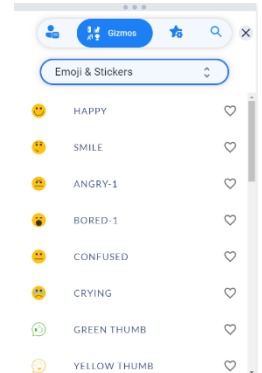 Gizmos
Emoji & Stickers
HAPPY
SMILE
ANGRY-1
BORED-1
CONFUSED
CRYING
GREEN THUMB
YELLOW THUMB